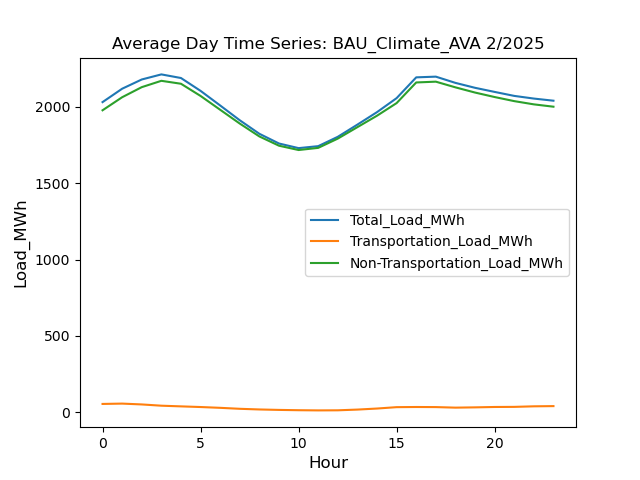 Average Day Time Series: BAU_Climate_AVA 2/2025
Load_MWh
2000
1500
1000
500
0
Total_Load_MWh
Transportation_Load_MWh
Non-Transportation_Load_MWh
0 5 10 15 20
Hour